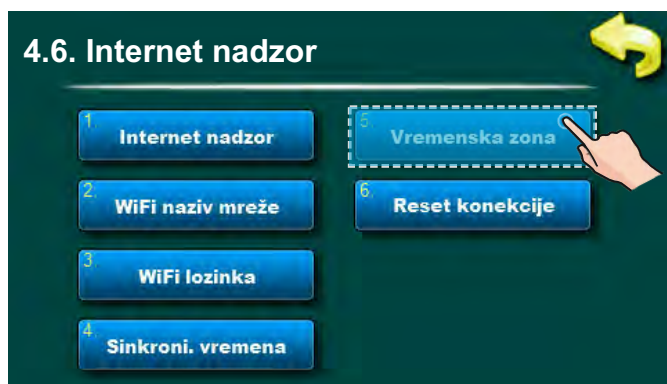 4.6. Internet nadzor
1. Internet nadzor
2. WiFi naziv mreže
3. WiFi lozinka
4. Sinkroni. vremena
5. Vremenska zona
6. Reset konekcije